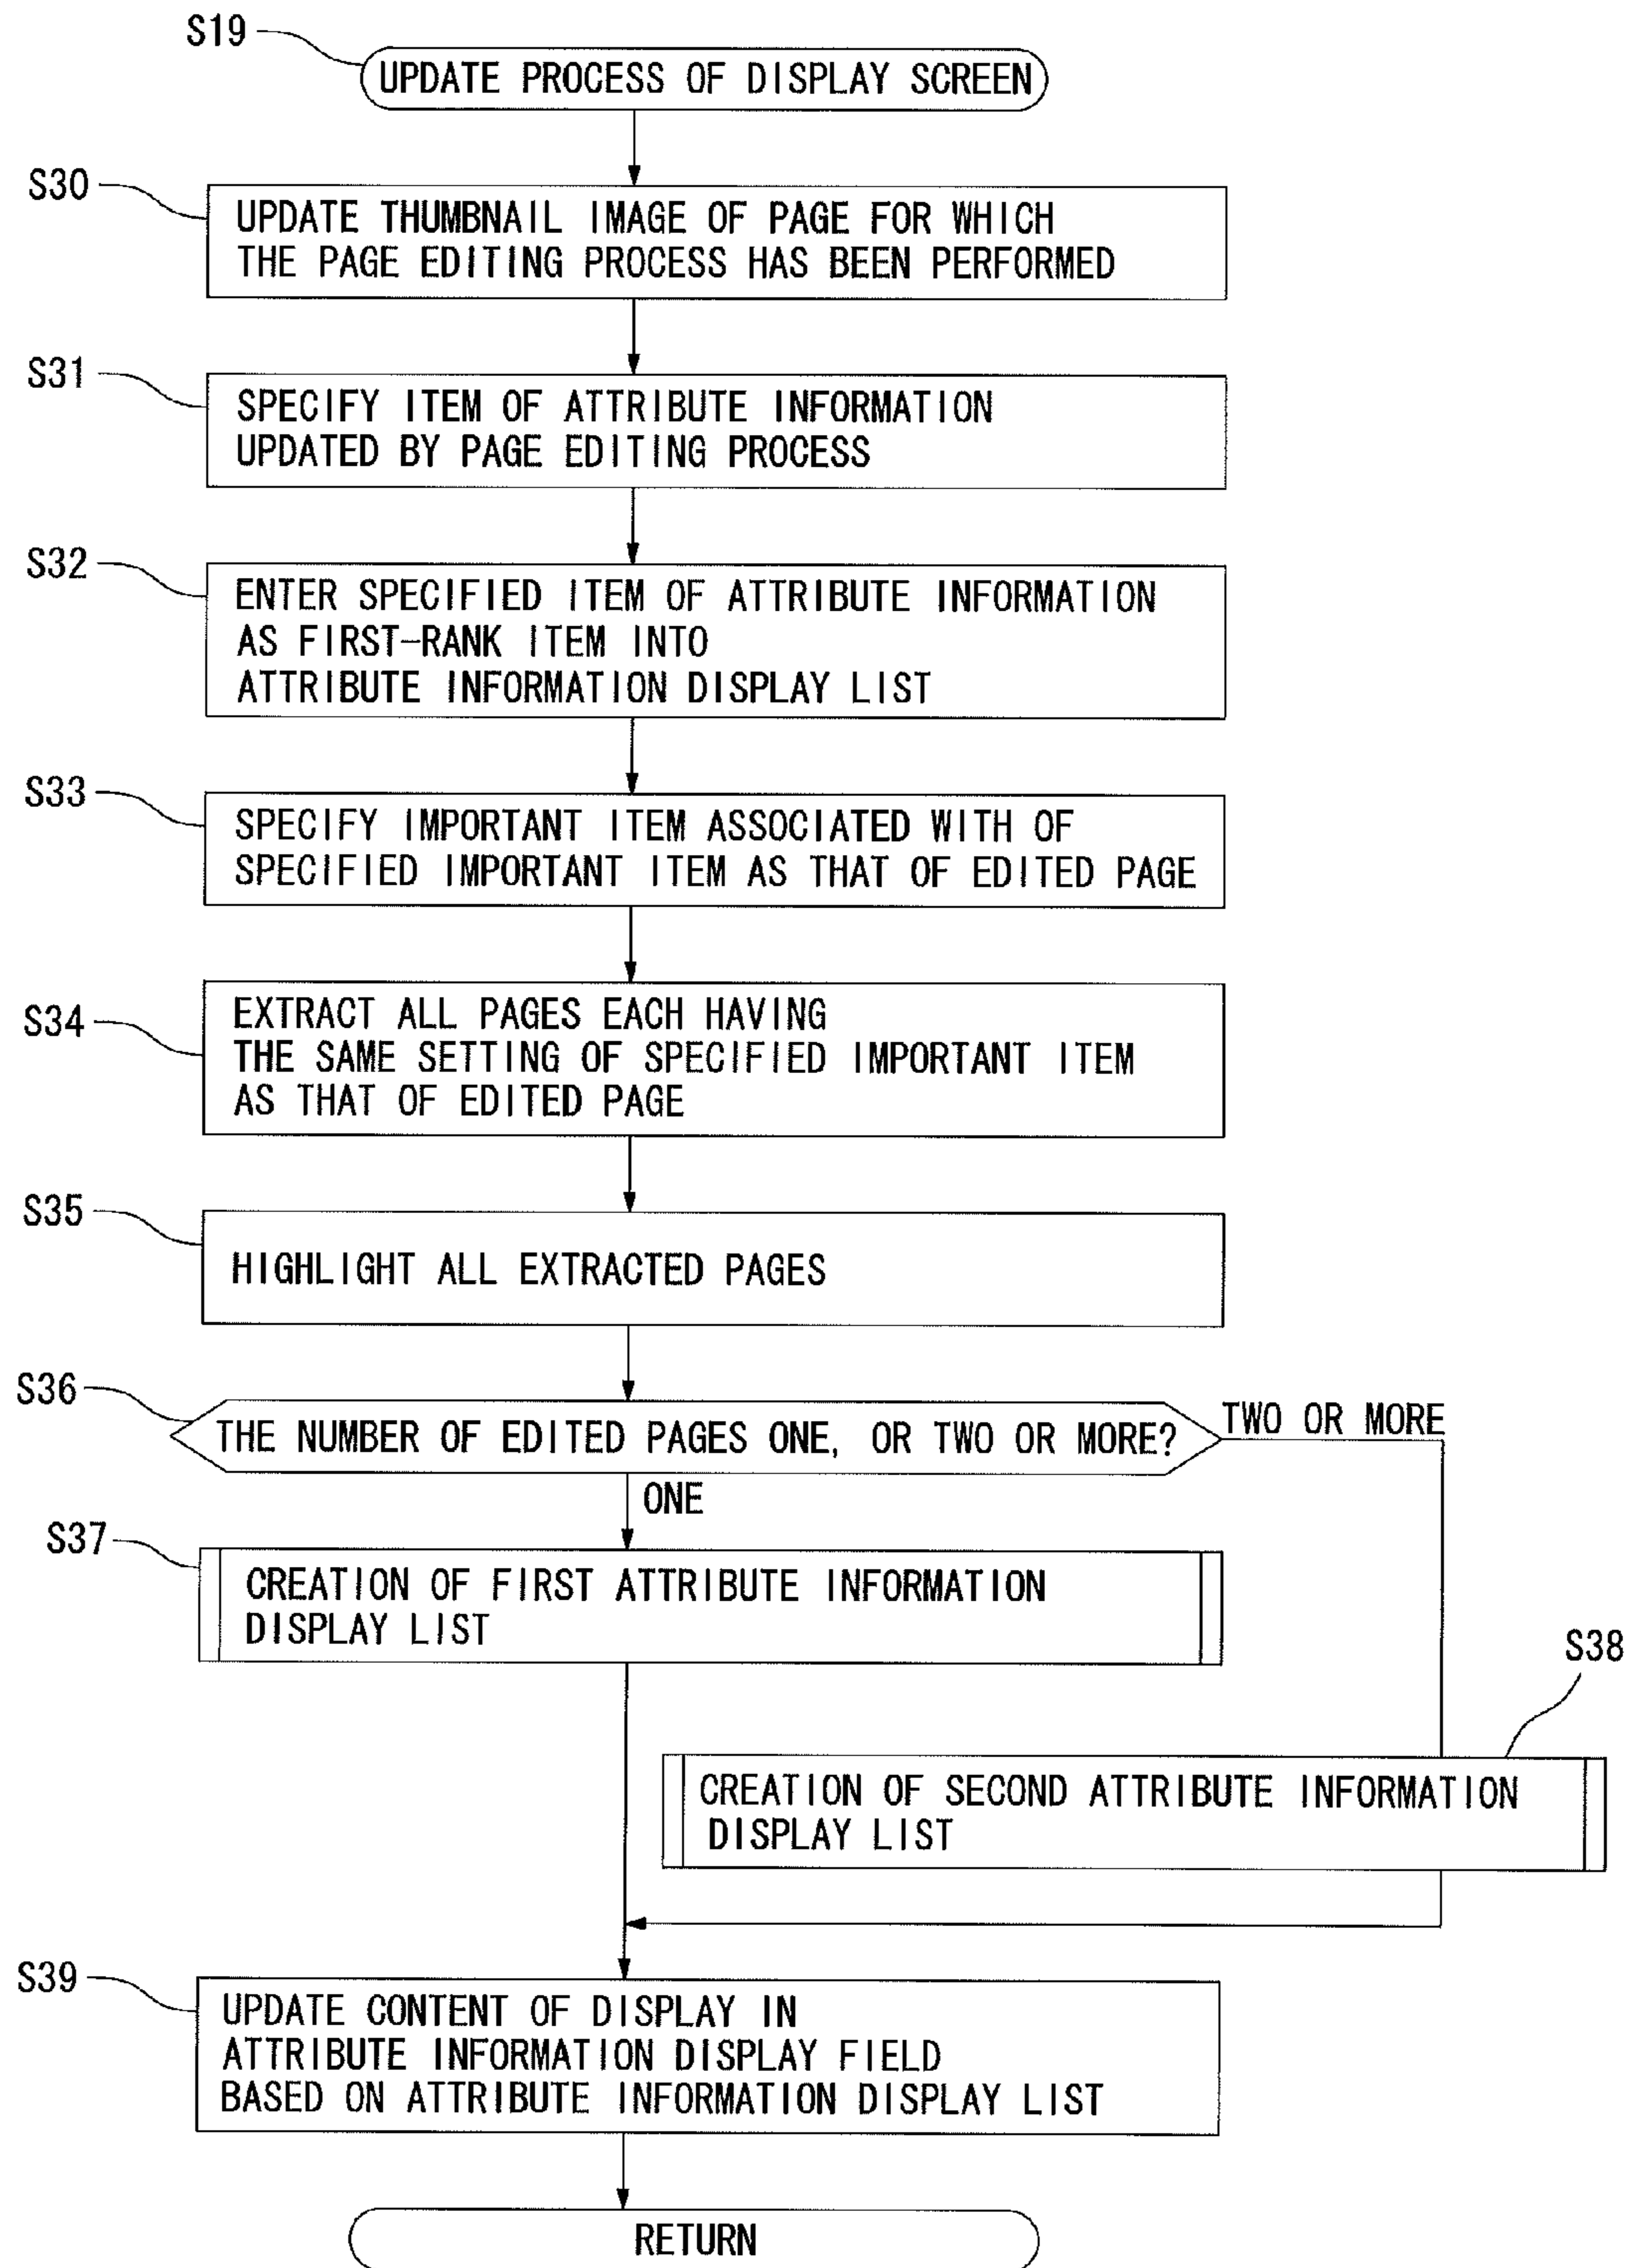 S19
UPDATE PROCESS OF DISPLAY SCREEN
S30
UPDATE THUMBNAIL IMAGE OF PAGE FOR WHICH
THE PAGE EDITING PROCESS HAS BEEN PERFORMED
S31
SPECIFY ITEM OF ATTRIBUTE INFORMATION
UPDATED BY PAGE EDITING PROCESS
S32
ENTER SPECIFIED ITEM OF ATTRIBUTE INFORMATION
AS FIRST-RANK ITEM INTO
ATTRIBUTE INFORMATION DISPLAY LIST
S33
SPECIFY IMPORTANT ITEM ASSOCIATED WITH OF
SPECIFIED IMPORTANT ITEM AS THAT OF EDITED PAGE
S34
EXTRACT ALL PAGES EACH HAVING
THE SAME SETTING OF SPECIFIED IMPORTANT ITEM
AS THAT OF EDITED PAGE
S35
HIGHLIGHT ALL EXTRACTED PAGES
S36
THE NUMBER OF EDITED PAGES ONE, OR TWO OR MORE?
TWO OR MORE
ONE
S37
CREATION OF FIRST ATTRIBUTE INFORMATION
DISPLAY LIST
S38
CREATION OF SECOND ATTRIBUTE INFORMATION
DISPLAY LIST
S39
UPDATE CONTENT OF DISPLAY IN
ATTRIBUTE INFORMATION DISPLAY FIELD
BASED ON ATTRIBUTE INFORMATION DISPLAY LIST
RETURN